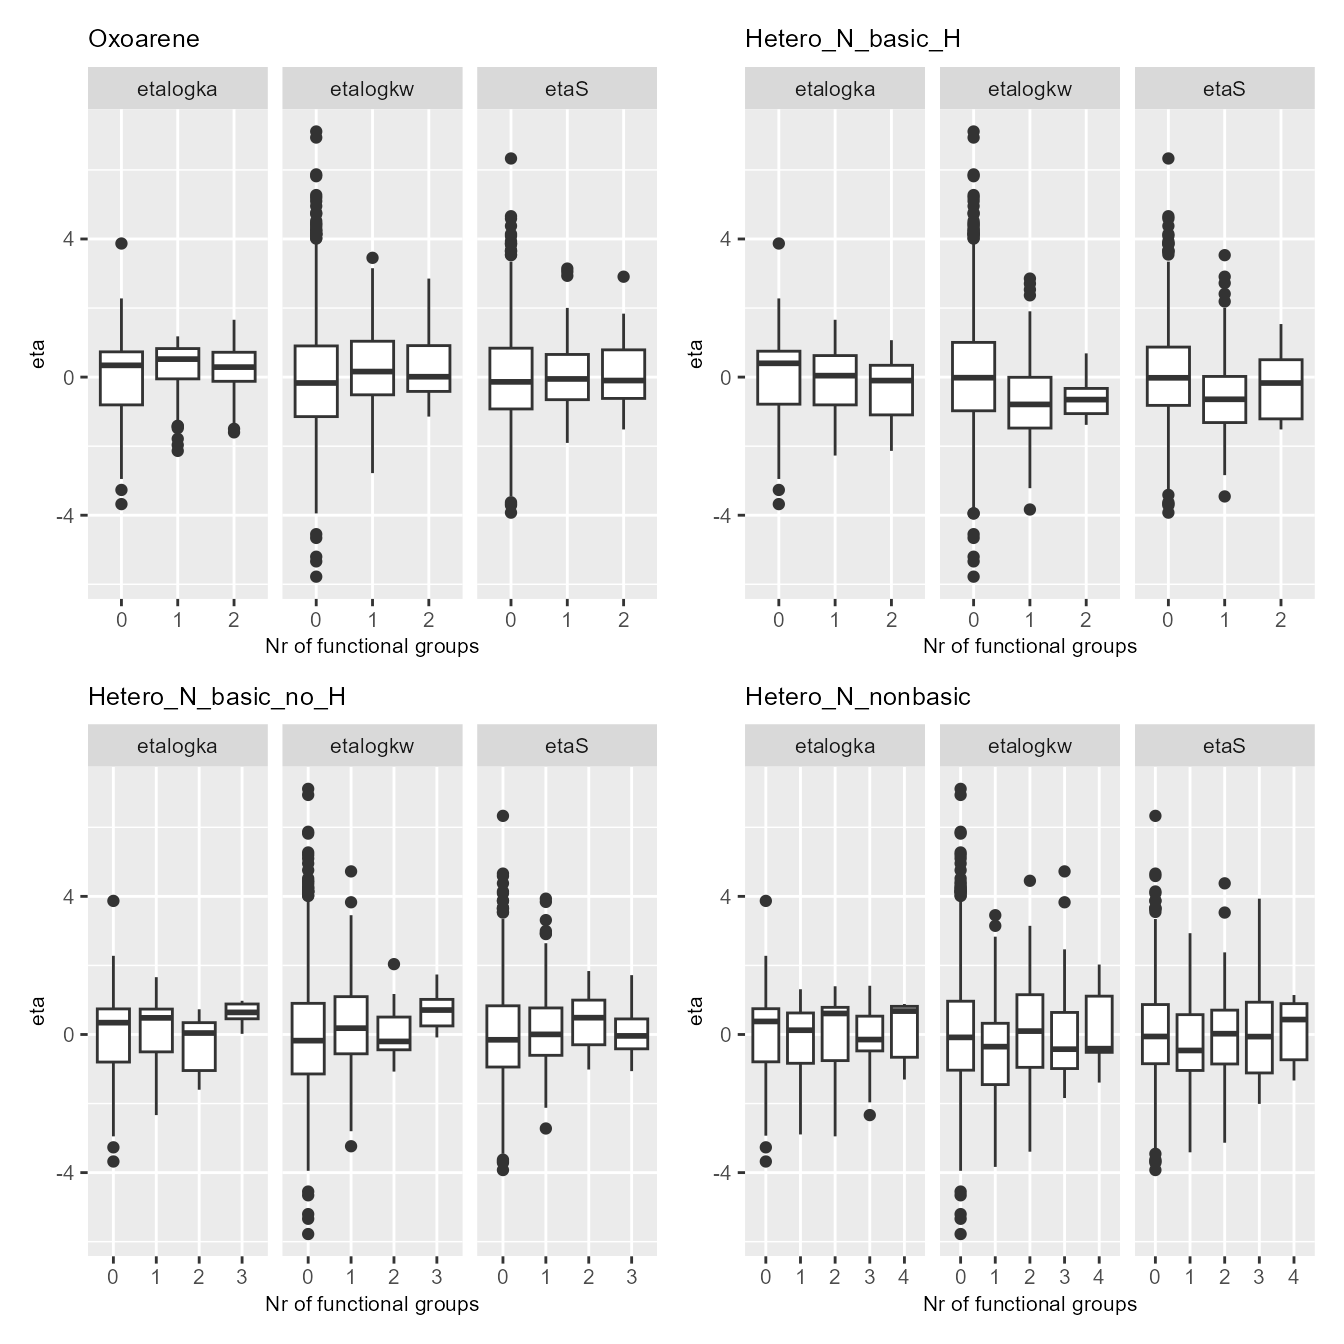 Oxoarene
etalogka etalogkw etaS
4
0
-4
eta
0 1 2 0 1 2 0 1 2
Nr of functional groups
Hetero_N_basic_H
etalogka etalogkw etaS
4
0
-4
eta
0 1 2 0 1 2 0 1 2
Nr of functional groups
Hetero_N_basic_no_H
etalogka etalogkw etaS
4
0
-4
eta
0 1 2 3 0 1 2 3 0 1 2 3
Nr of functional groups
Hetero_N_nonbasic
etalogka etalogkw etaS
4
0
-4
eta
0 1 2 3 4 0 1 2 3 4 0 1 2 3 4
Nr of functional groups